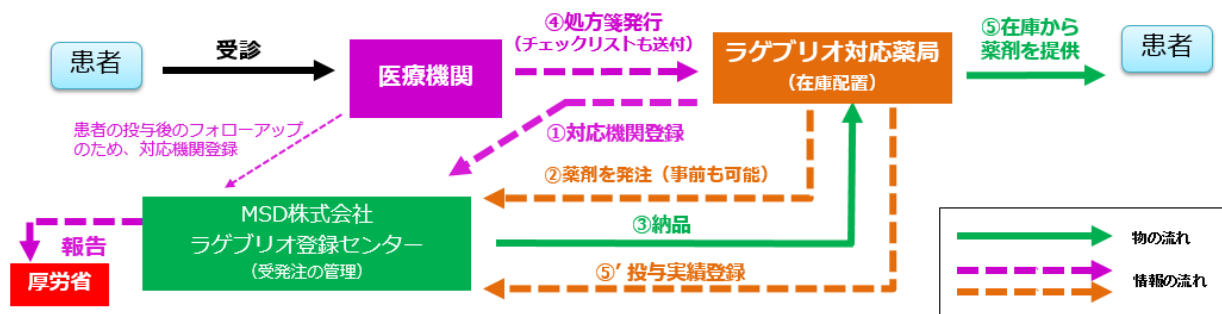 患者
受診
医療機関
④処方箋発行
（チェックリストも送付）
ラゲブリオ対応薬局
（在庫配置）
⑤在庫から
薬剤を提供
患者
患者の投与後のフォローアップ
のため、対応機関登録
①対応機関登録
②薬剤を発注（事前も可能）
MSD株式会社
ラゲブリオ登録センター
（受発注の管理）
③納品
⑤’投与実績登録
報告
厚労省
物の流れ
情報の流れ